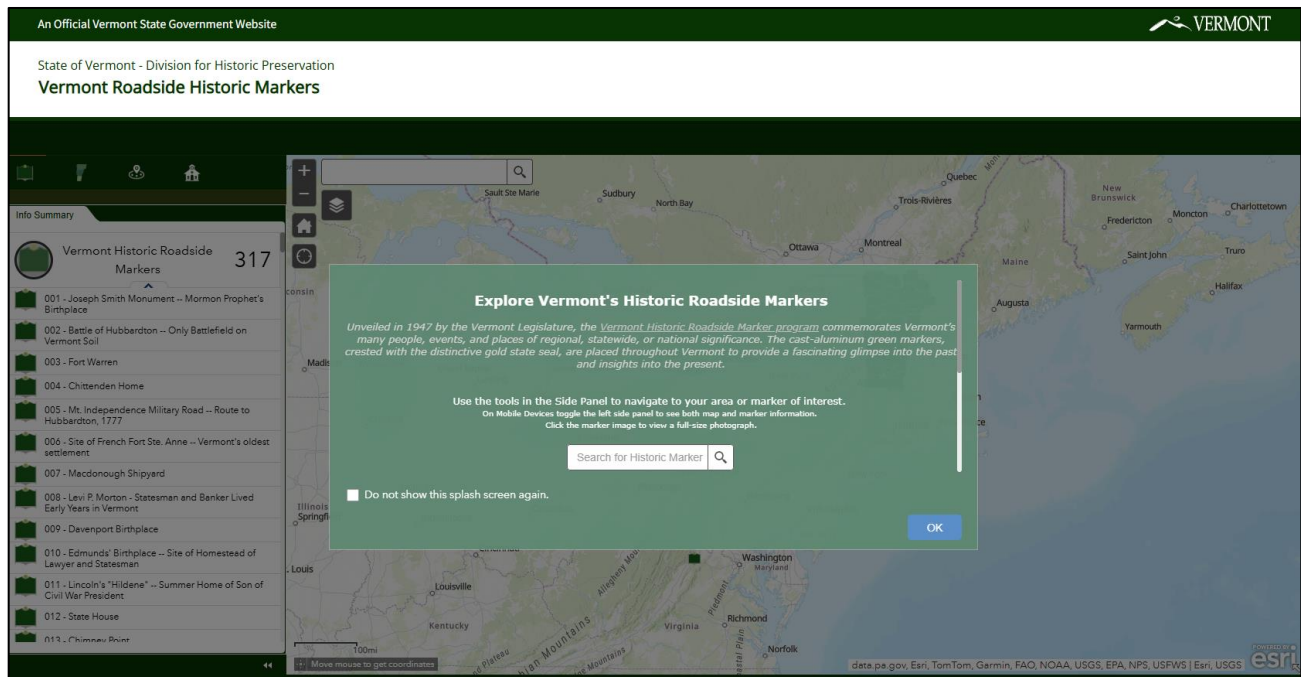 An Official Vermont State Government Website
VERMONT
State of Vermont - Division for Historic Preservation
Vermont Roadside Historic Markers
Info Summary
Vermont Historic Roadside
Markers
317
001 - Joseph Smith Monument -- Mormon Prophet's
Birthplace
002 - Battle of Hubbardton -- Only Battlefield on
Vermont Soil
003 - Fort Warren
004 - Chittenden Home
005 - Mt. Independence Military Road -- Route to
Hubbardton, 1777
006 - Site of French Fort Ste. Anne -- Vermont's oldest
settlement
007 - Macdonough Shipyard
008 - Levi P. Morton - Statesman and Banker Lived
Early Years in Vermont
009 - Davenport Birthplace
010 - Edmunds' Birthplace -- Site of Homestead of
Lawyer and Statesman
011 - Lincoln's "Hildene" -- Summer Home of Son of
Civil War President
012 - State House
013 - Chimney Point
Sault Ste Marie
Sudbury
North Bay
Quebec
Trois-Rivières
New
Brunswick
Charlottetown
Moncton
Fredericton
Ottawa
Montreal
Maine
Saint John
Truro
Halifax
Augusta
Yarmouth
consin
Madis
Explore Vermont's Historic Roadside Markers
Unveiled in 1947 by the Vermont Legislature, the Vermont Historic Roadside Marker program commemorates Vermont's
many people, events, and places of regional, statewide, or national significance. The cast-aluminum green markers,
crested with the distinctive gold state seal, are placed throughout Vermont to provide a fascinating glimpse into the past
and insights into the present.
Use the tools in the Side Panel to navigate to your area or marker of interest.
On Mobile Devices toggle the left side panel to see both map and marker information.
Click the marker image to view a full-size photograph.
Search for Historic Marker
Do not show this splash screen again.
OK
Illinois
Springfi
Louis
Louisville
Kentucky
Allegheny Mou
Washington
Maryland
Piedmont
Richmond
Virginia
Norfolk
Plateau
Mountains
Mountains
100mi
Move mouse to get coordinates
data.pa.gov, Esri, TomTom, Garmin, FAO, NOAA, USGS, EPA, NPS, USFWS | Esri, USGS
POWERED BY
esri